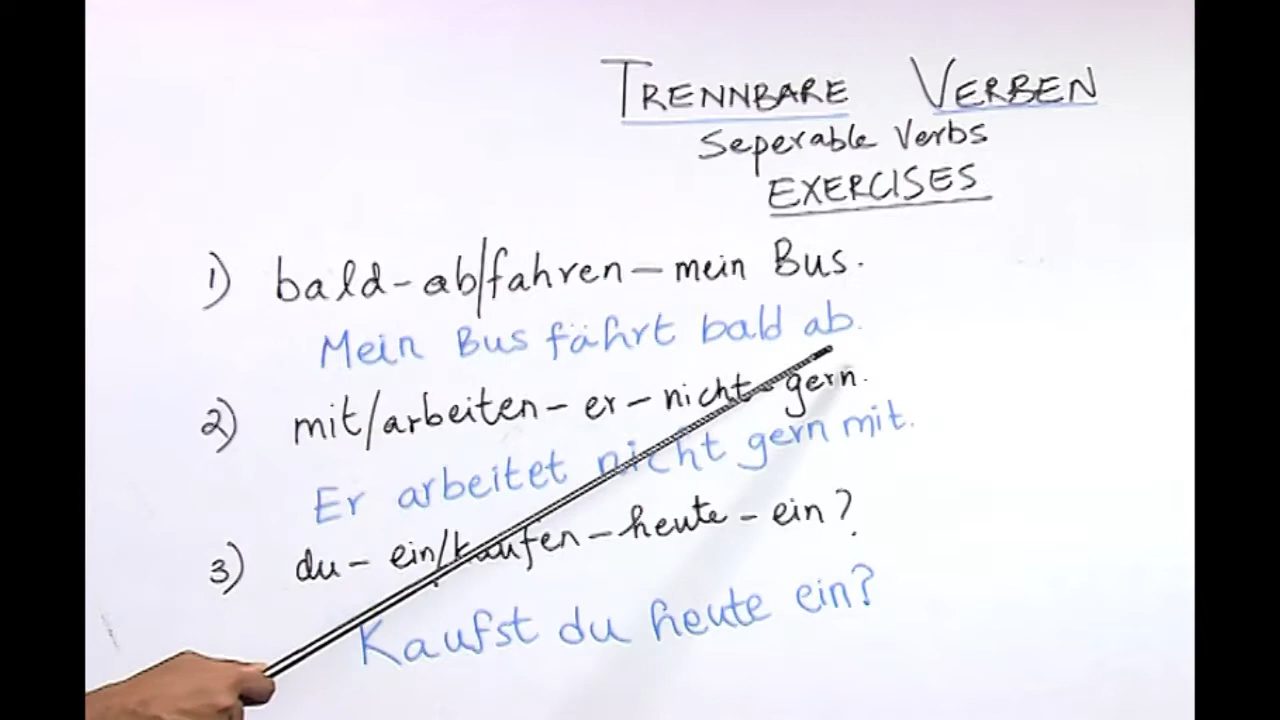 TRENNBARE VERBEN
Seperable Verbs
EXERCISES
1) bald-ab/fahren-mein Bus.
Mein Bus fährt bald ab.
2) mit/arbeiten-er-nicht-gern.
Er arbeitet nicht gern mit.
3) du-ein/kaufen-heute-ein?
Kaufst du heute ein?